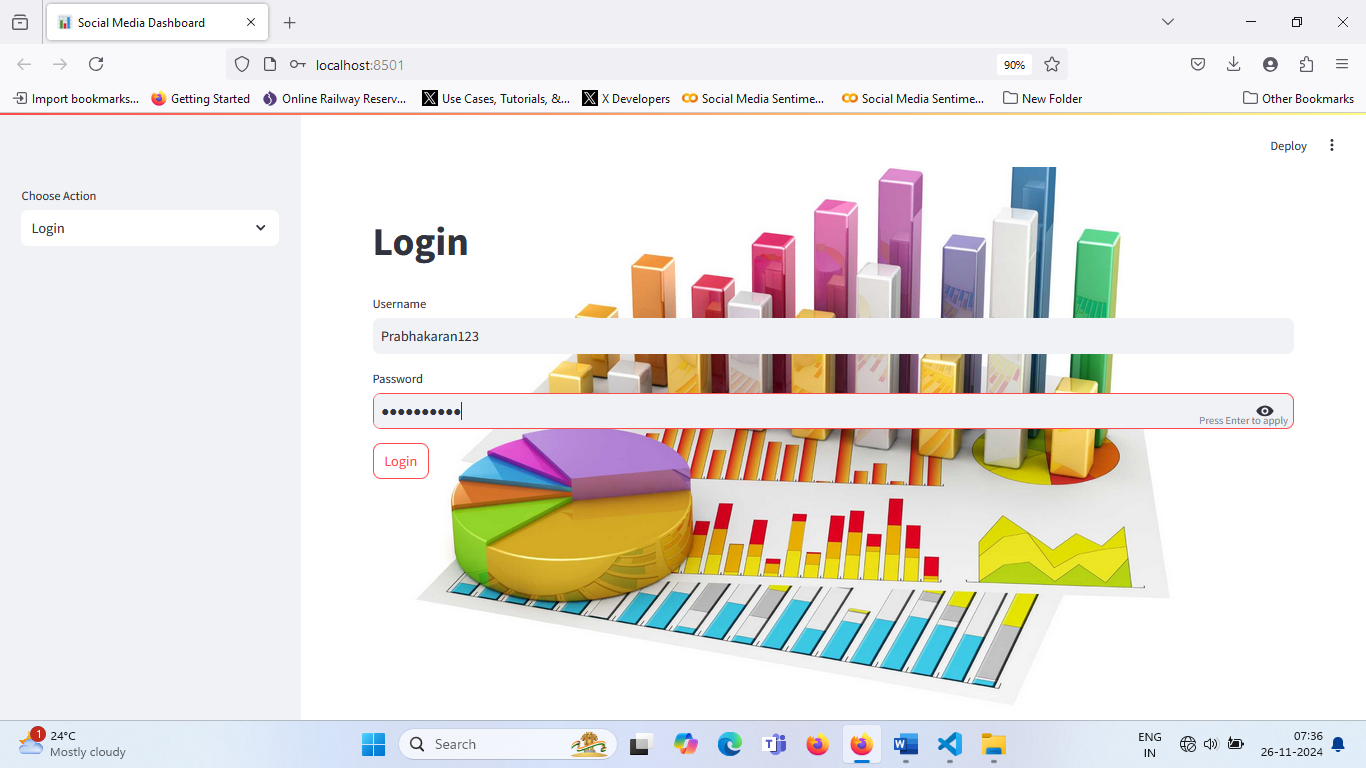 Social Media Dashboard
localhost:8501
90%
Import bookmarks...
Getting Started
Online Railway Reserv...
Use Cases, Tutorials, &...
X Developers
Social Media Sentime...
Social Media Sentime...
New Folder
Other Bookmarks
Deploy
Choose Action
Login
Login
Username
Prabhakaran123
Password
●●●●●●●●●●
Press Enter to apply
Login
1
24°C
Mostly cloudy
Search
ENG
IN
07:36
26-11-2024